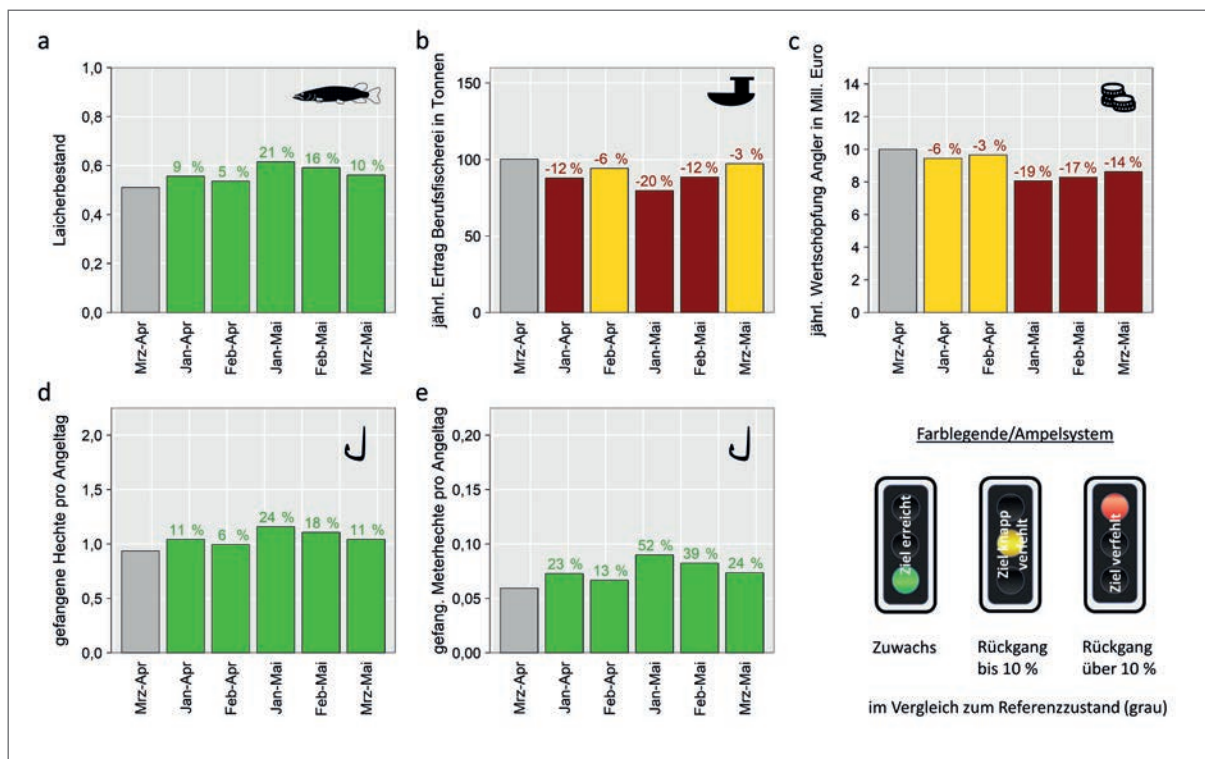 a
Laicherbestand
1,0
0,8
0,6
0,4
0,2
0,0
9 %
5 %
21 %
16 %
10 %
Mrz-Apr
Jan-Apr
Feb-Apr
Jan-Mai
Feb-Mai
Mrz-Mai
b
jährl. Ertrag Berufsfischerei in Tonnen
150
100
50
0
-12 %
-6 %
-20 %
-12 %
-3 %
Mrz-Apr
Jan-Apr
Feb-Apr
Jan-Mai
Feb-Mai
Mrz-Mai
c
jährl. Wertschöpfung Angler in Mill. Euro
14
12
10
8
6
4
2
0
-6 %
-3 %
-19 %
-17 %
-14 %
Mrz-Apr
Jan-Apr
Feb-Apr
Jan-Mai
Feb-Mai
Mrz-Mai
d
gefangene Hechte pro Angeltag
2,0
1,5
1,0
0,5
0,0
11 %
6 %
24 %
18 %
11 %
Mrz-Apr
Jan-Apr
Feb-Apr
Jan-Mai
Feb-Mai
Mrz-Mai
e
gefang. Meterhechte pro Angeltag
0,20
0,15
0,10
0,05
0,00
23 %
13 %
52 %
39 %
24 %
Mrz-Apr
Jan-Apr
Feb-Apr
Jan-Mai
Feb-Mai
Mrz-Mai
Farblegende/Ampelsystem
Ziel erreicht
Ziel knapp
verfehlt
Ziel verfehlt
Zuwachs
Rückgang
bis 10 %
Rückgang
über 10 %
im Vergleich zum Referenzzustand (grau)